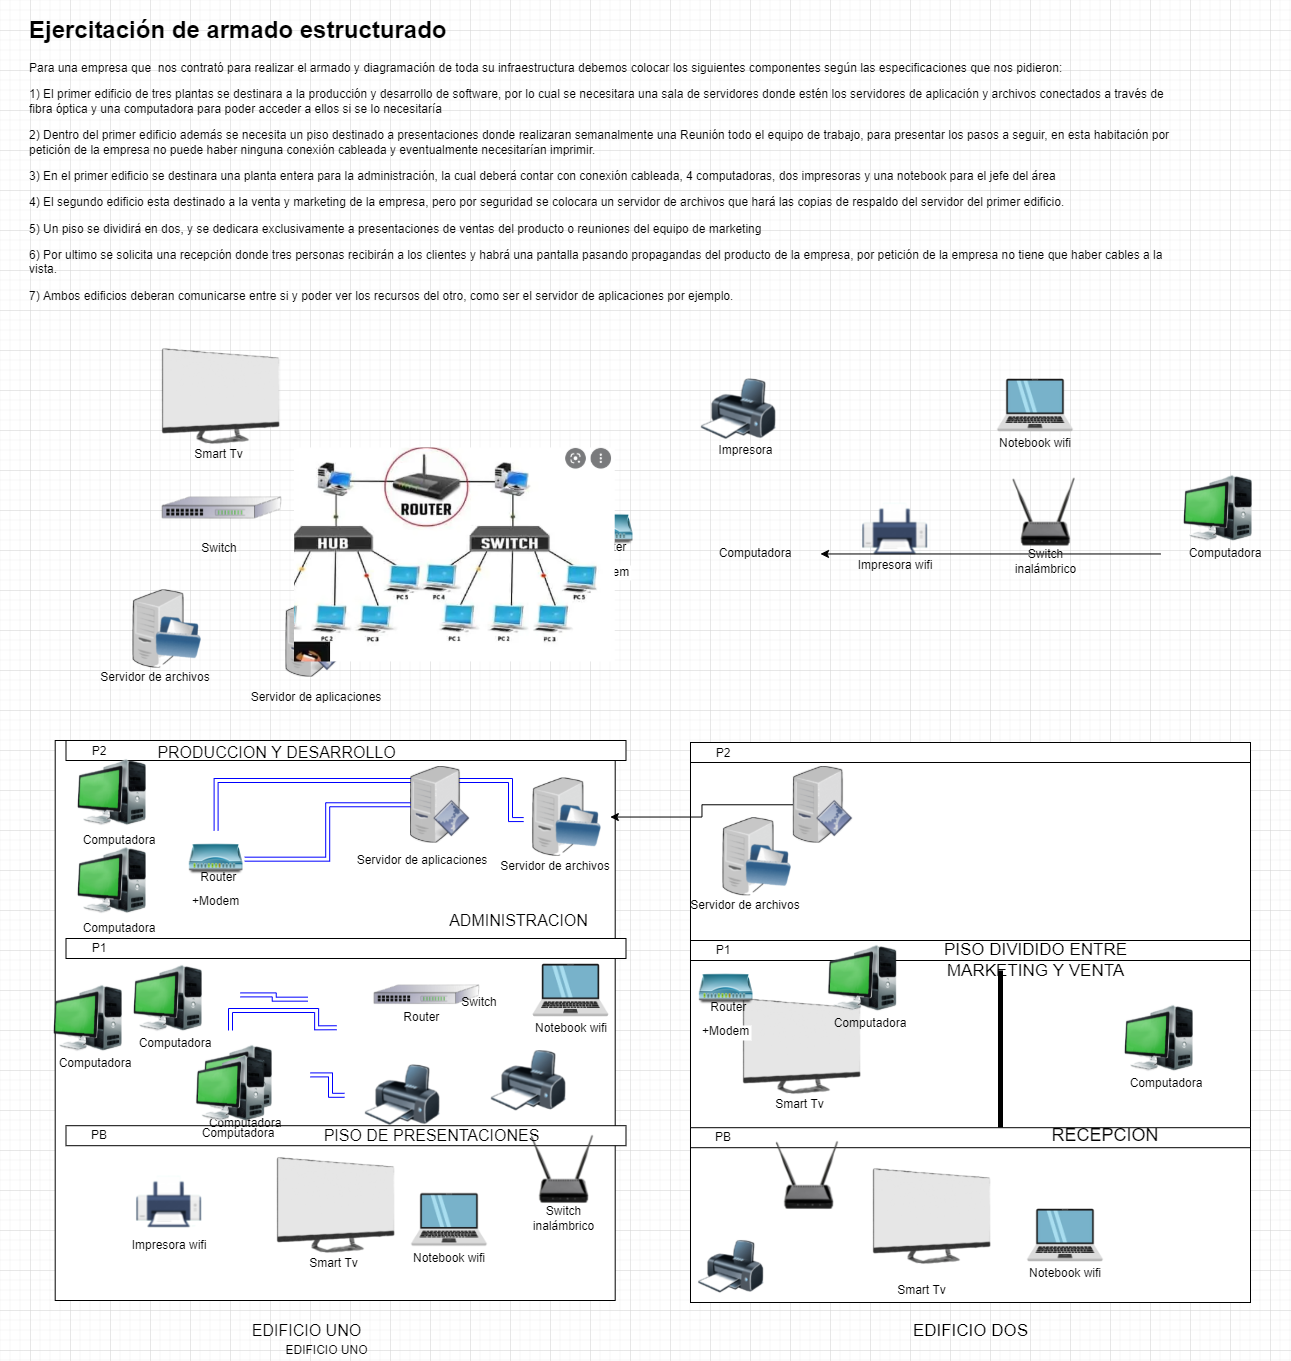 Ejercitación de armado estructurado
Para una empresa que  nos contrató para realizar el armado y diagramación de toda su infraestructura debemos colocar los siguientes componentes según las especificaciones que nos pidieron:
1) El primer edificio de tres plantas se destinara a la producción y desarrollo de software, por lo cual se necesitara una sala de servidores donde estén los servidores de aplicación y archivos conectados a través de
fibra óptica y una computadora para poder acceder a ellos si se lo necesitaría
2) Dentro del primer edificio además se necesita un piso destinado a presentaciones donde realizaran semanalmente una Reunión todo el equipo de trabajo, para presentar los pasos a seguir, en esta habitación por
petición de la empresa no puede haber ninguna conexión cableada y eventualmente necesitarían imprimir.
3) En el primer edificio se destinara una planta entera para la administración, la cual deberá contar con conexión cableada, 4 computadoras, dos impresoras y una notebook para el jefe del área
4) El segundo edificio esta destinado a la venta y marketing de la empresa, pero por seguridad se colocara un servidor de archivos que hará las copias de respaldo del servidor del primer edificio.
5) Un piso se dividirá en dos, y se dedicara exclusivamente a presentaciones de ventas del producto o reuniones del equipo de marketing
6) Por ultimo se solicita una recepción donde tres personas recibirán a los clientes y habrá una pantalla pasando propagandas del producto de la empresa, por petición de la empresa no tiene que haber cables a la
vista.
7) Ambos edificios deberan comunicarse entre si y poder ver los recursos del otro, como ser el servidor de aplicaciones por ejemplo.
Smart Tv
Impresora
Notebook wifi
ROUTER
HUB
SWITCH
Switch
ter
em
Computadora
Impresora wifi
Switch
inalámbrico
Computadora
PC 5
PC 4
PC 5
PC 2
PC 3
PC 1
PC 2
PC 3
Servidor de archivos
Servidor de aplicaciones
P2
PRODUCCION Y DESARROLLO
Computadora
Router
+Modem
Computadora
Servidor de aplicaciones
Servidor de archivos
ADMINISTRACION
P1
Computadora
Computadora
Switch
Router
Notebook wifi
Computadora
Computadora
PB
PISO DE PRESENTACIONES
Impresora wifi
Smart Tv
Notebook wifi
Switch
inalámbrico
EDIFICIO UNO
EDIFICIO UNO
P2
Servidor de archivos
P1
PISO DIVIDIDO ENTRE
MARKETING Y VENTA
Router
+Modem
Computadora
Smart Tv
Computadora
PB
RECEPCION
Smart Tv
Notebook wifi
EDIFICIO DOS